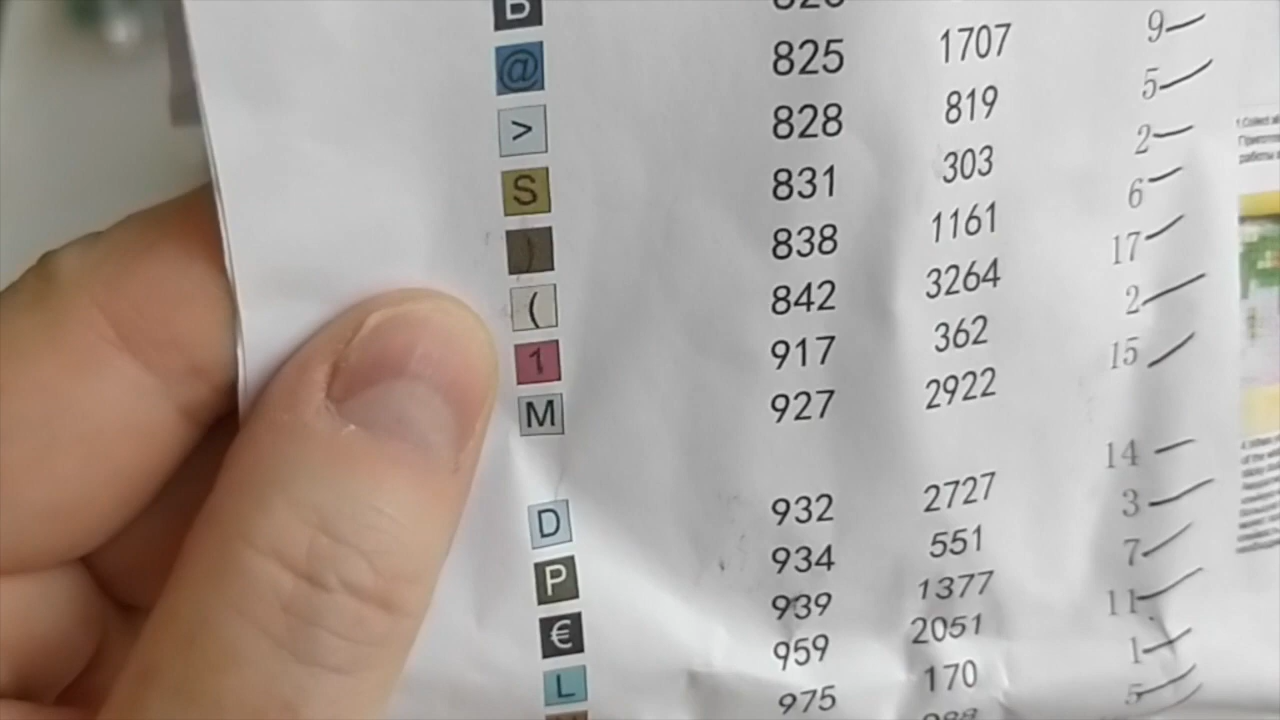 B
@ 825 1707 9
> 828 819 5
S 831 303 2
) 838 1161 6
( 842 3264 17
1 917 362 2
M 927 2922 15
D 932 2727 14
P 934 551 3
€ 939 1377 7
L 959 2051 11
975 170 1
5